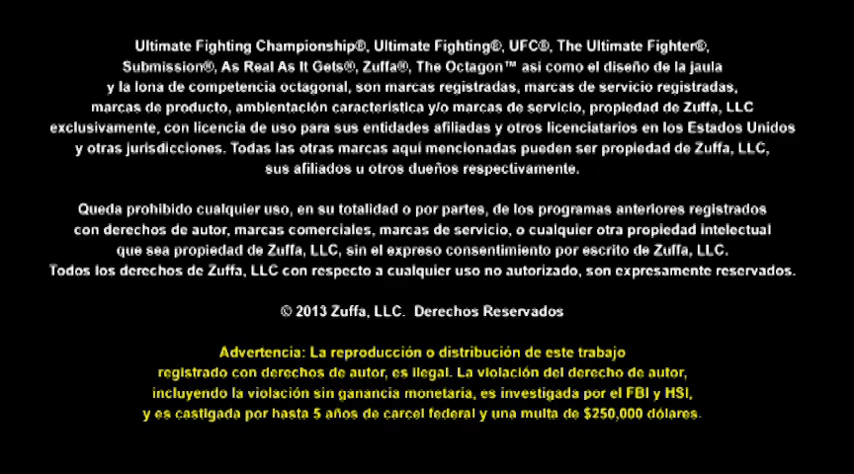 Ultimate Fighting Championship®, Ultimate Fighting®, UFC®, The Ultimate Fighter®,
Submission®, As Real As It Gets®, Zuffa®, The Octagon™ asi como el diseño de la jaula
y la lona de competencia octagonal, son marcas registradas, marcas de servicio registradas,
marcas de producto, ambientación característica y/o marcas de servicio, propiedad de Zuffa, LLC
exclusivamente, con licencia de uso para sus entidades afiliadas y otros licenciatarios en los Estados Unidos
y otras jurisdicciones. Todas las otras marcas aqui mencionadas pueden ser propiedad de Zuffa, LLC,
sus afiliados u otros dueños respectivamente.
Queda prohibido cualquier uso, en su totalidad o por partes, de los programas anteriores registrados
con derechos de autor, marcas comerciales, marcas de servicio, o cualquier otra propiedad intelectual
que sea propiedad de Zuffa, LLC, sin el expreso consentimiento por escrito de Zuffa, LLC.
Todos los derechos de Zuffa, LLC con respecto a cualquier uso no autorizado, son expresamente reservados.
© 2013 Zuffa, LLC. Derechos Reservados
Advertencia: La reproducción o distribución de este trabajo
registrado con derechos de autor, es ilegal. La violación del derecho de autor,
incluyendo la violación sin ganancia monetaria, es investigada por el FBI y HSI,
y es castigada por hasta 5 años de carcel federal y una multa de $250,000 dólares.